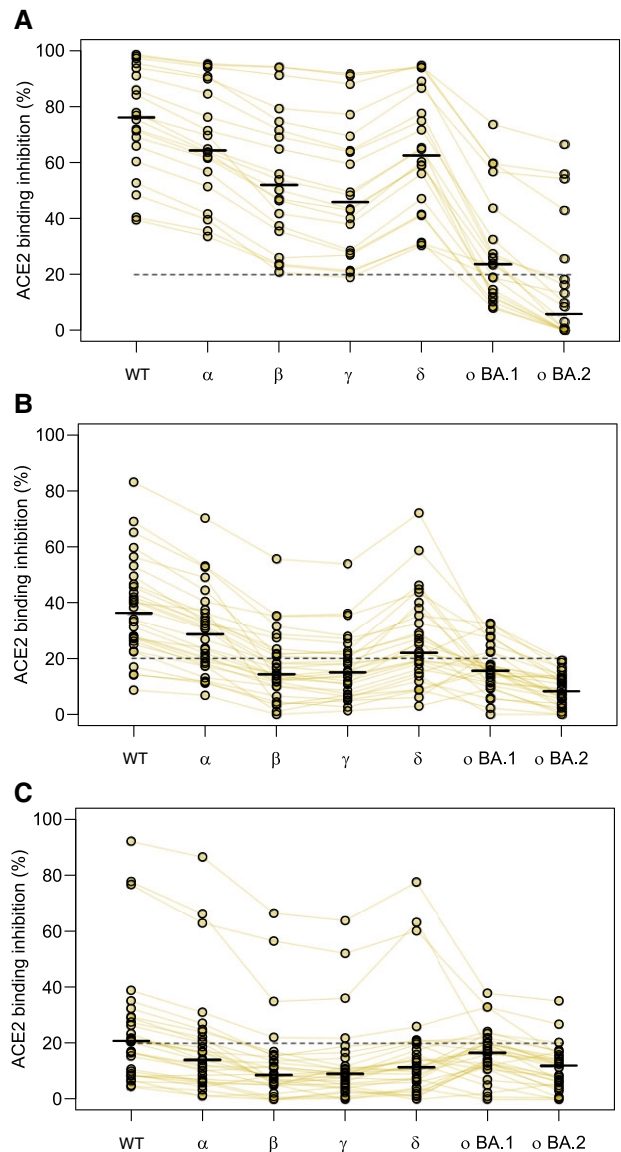 A
ACE2 binding inhibition (%)
100
80
60
40
20
0
WT α β γ δ ο BA.1 ο BA.2
B
ACE2 binding inhibition (%)
100
80
60
40
20
0
WT α β γ δ ο BA.1 ο BA.2
C
ACE2 binding inhibition (%)
100
80
60
40
20
0
WT α β γ δ ο BA.1 ο BA.2